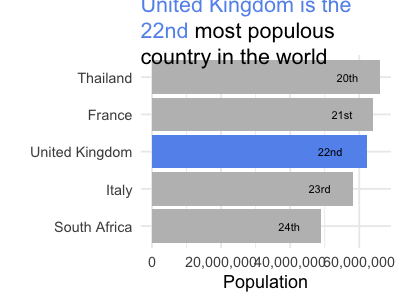 United Kingdom is the
22nd most populous
country in the world
Thailand 20th
France 21st
United Kingdom 22nd
Italy 23rd
South Africa 24th
0 20,000,000 40,000,000 60,000,000
Population